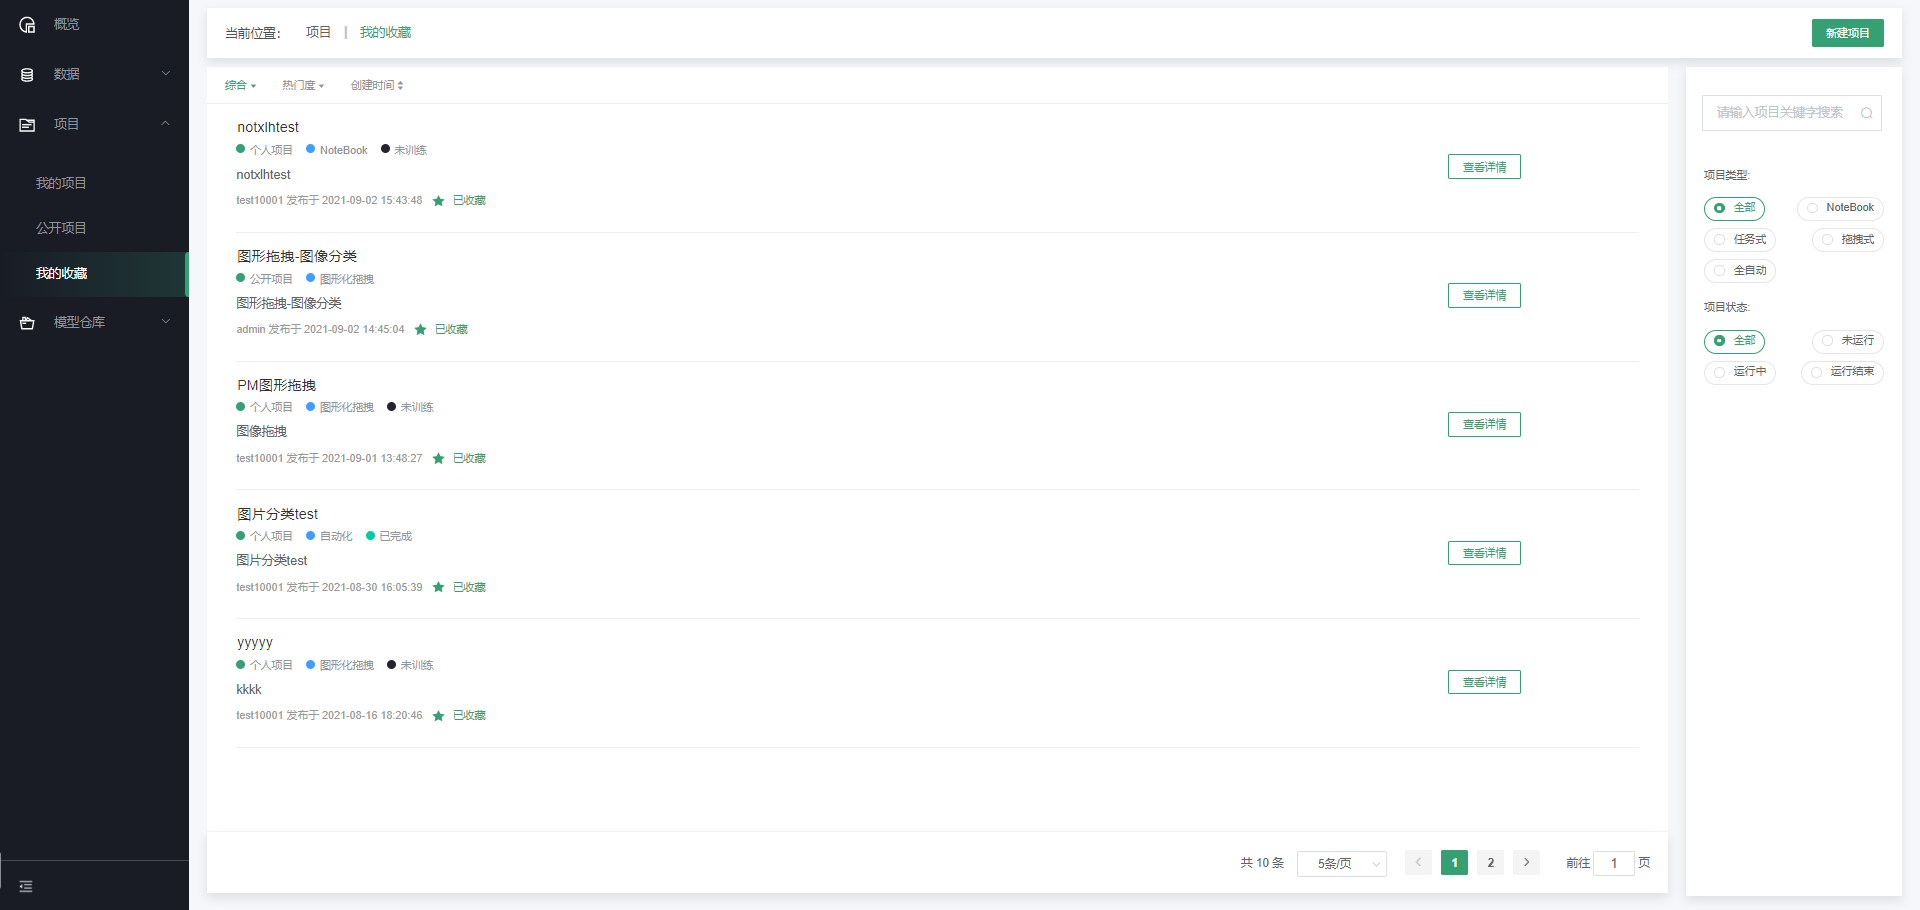 概览
数据
项目
我的项目
公开项目
我的收藏
模型仓库
当前位置: 项目 | 我的收藏
新建项目
综合 热门度 创建时间
notxlhtest
个人项目 NoteBook 未训练
notxlhtest
test10001 发布于 2021-09-02 15:43:48 已收藏
查看详情
图形拖拽-图像分类
公开项目 图形化拖拽
图形拖拽-图像分类
admin 发布于 2021-09-02 14:45:04 已收藏
查看详情
PM图形拖拽
个人项目 图形化拖拽 未训练
图像拖拽
test10001 发布于 2021-09-01 13:48:27 已收藏
查看详情
图片分类test
个人项目 自动化 已完成
图片分类test
test10001 发布于 2021-08-30 16:05:39 已收藏
查看详情
yyyyy
个人项目 图形化拖拽 未训练
kkkk
test10001 发布于 2021-08-16 18:20:46 已收藏
查看详情
共 10 条 5条/页 1 2 前往 1 页
请输入项目关键字搜索
项目类型:
全部 NoteBook
任务式 拖拽式
全自动
项目状态:
全部 未运行
运行中 运行结束